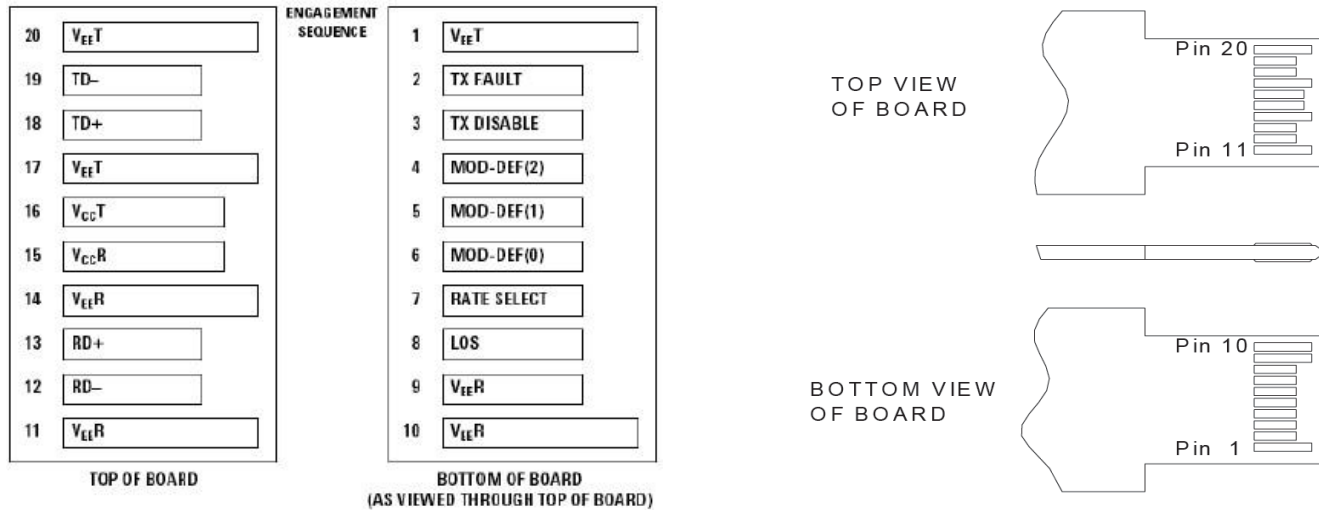 ENGAGEMENT
SEQUENCE
20 VEET
19 TD–
18 TD+
17 VEET
16 VCCT
15 VCCR
14 VEER
13 RD+
12 RD–
11 VEER
TOP OF BOARD
1 VEET
2 TX FAULT
3 TX DISABLE
4 MOD-DEF(2)
5 MOD-DEF(1)
6 MOD-DEF(0)
7 RATE SELECT
8 LOS
9 VEER
10 VEER
BOTTOM OF BOARD
(AS VIEWED THROUGH TOP OF BOARD)
TOP VIEW
OF BOARD
Pin 20
Pin 11
BOTTOM VIEW
OF BOARD
Pin 10
Pin 1